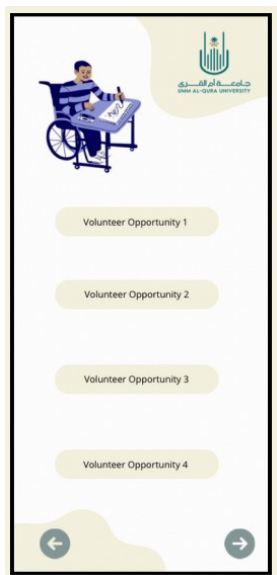 جامعة أم القرى
UMM AL-QURA UNIVERSITY
Volunteer Opportunity 1
Volunteer Opportunity 2
Volunteer Opportunity 3
Volunteer Opportunity 4